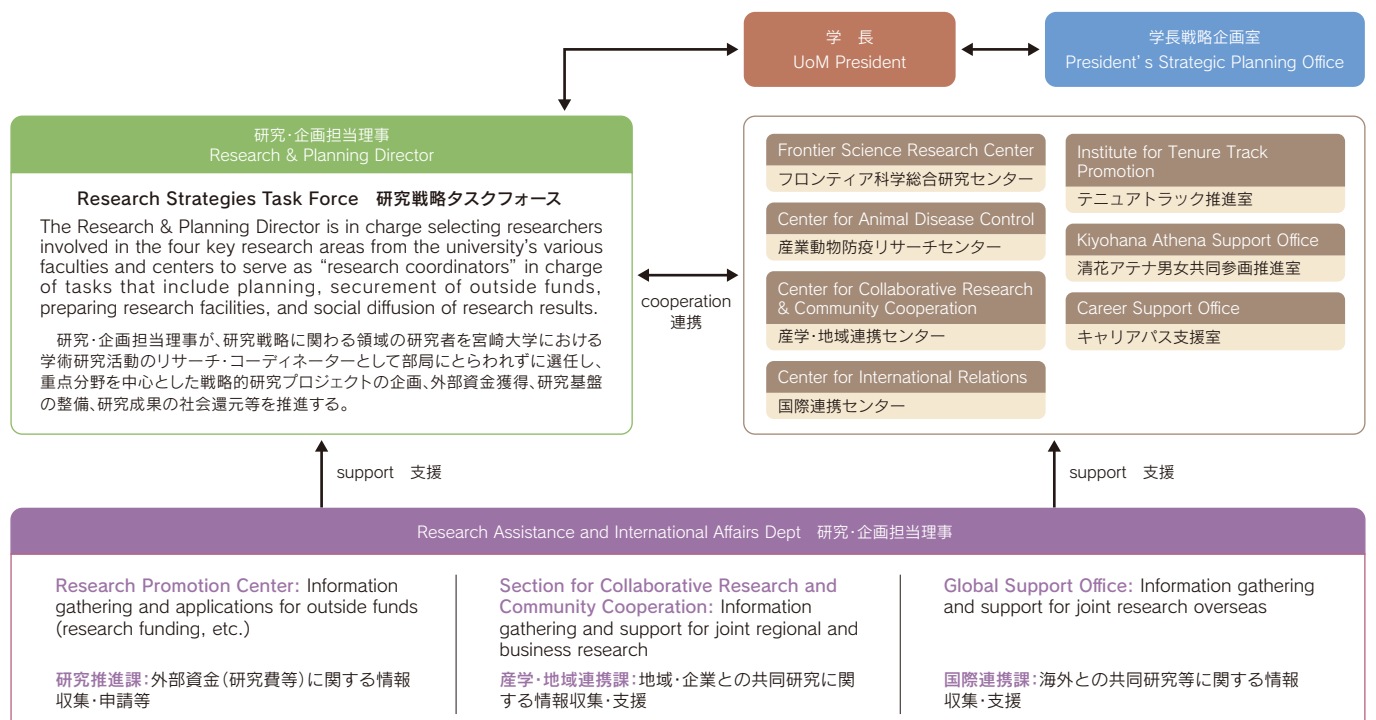 学　長
UoM President
学長戦略企画室
President's Strategic Planning Office
研究・企画担当理事
Research & Planning Director
Research Strategies Task Force　研究戦略タスクフォース
The Research & Planning Director is in charge selecting researchers
involved in the four key research areas from the university's various
faculties and centers to serve as “research coordinators” in charge
of tasks that include planning, securement of outside funds,
preparing research facilities, and social diffusion of research results.
研究・企画担当理事が、研究戦略に関わる領域の研究者を宮崎大学における
学術研究活動のリサーチ・コーディネーターとして部局にとらわれずに選任し、
重点分野を中心とした戦略的研究プロジェクトの企画、外部資金獲得、研究基盤
の整備、研究成果の社会還元等を推進する。
cooperation
連携
Frontier Science Research Center
フロンティア科学総合研究センター
Center for Animal Disease Control
産業動物防疫リサーチセンター
Center for Collaborative Research
& Community Cooperation
産学・地域連携センター
Center for International Relations
国際連携センター
Institute for Tenure Track
Promotion
テニュアトラック推進室
Kiyohana Athena Support Office
清花アテナ男女共同参画推進室
Career Support Office
キャリアパス支援室
support　支援
support　支援
Research Assistance and International Affairs Dept　研究・企画担当理事
Research Promotion Center: Information
gathering and applications for outside funds
(research funding, etc.)
研究推進課：外部資金（研究費等）に関する情報
収集・申請等
Section for Collaborative Research and
Community Cooperation: Information
gathering and support for joint regional and
business research
産学・地域連携課：地域・企業との共同研究に関
する情報収集・支援
Global Support Office: Information gathering
and support for joint research overseas
国際連携課：海外との共同研究等に関する情報
収集・支援